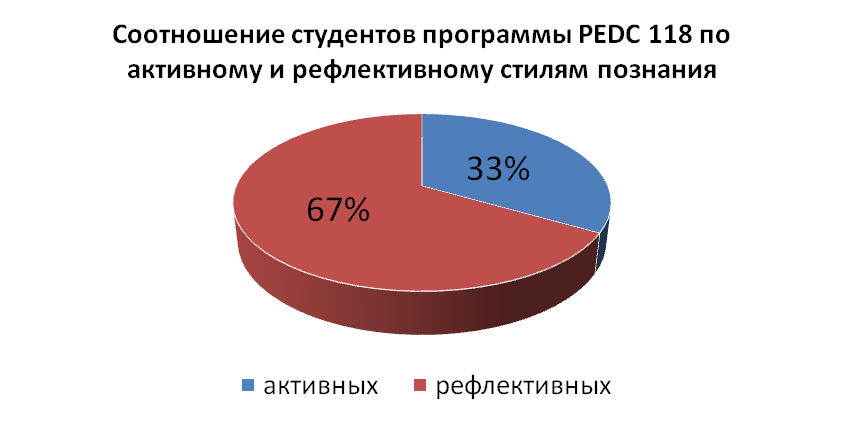 Соотношение студентов программы PEDC 118 по
активному и рефлективному стилям познания
33%
67%
активных
рефлективных